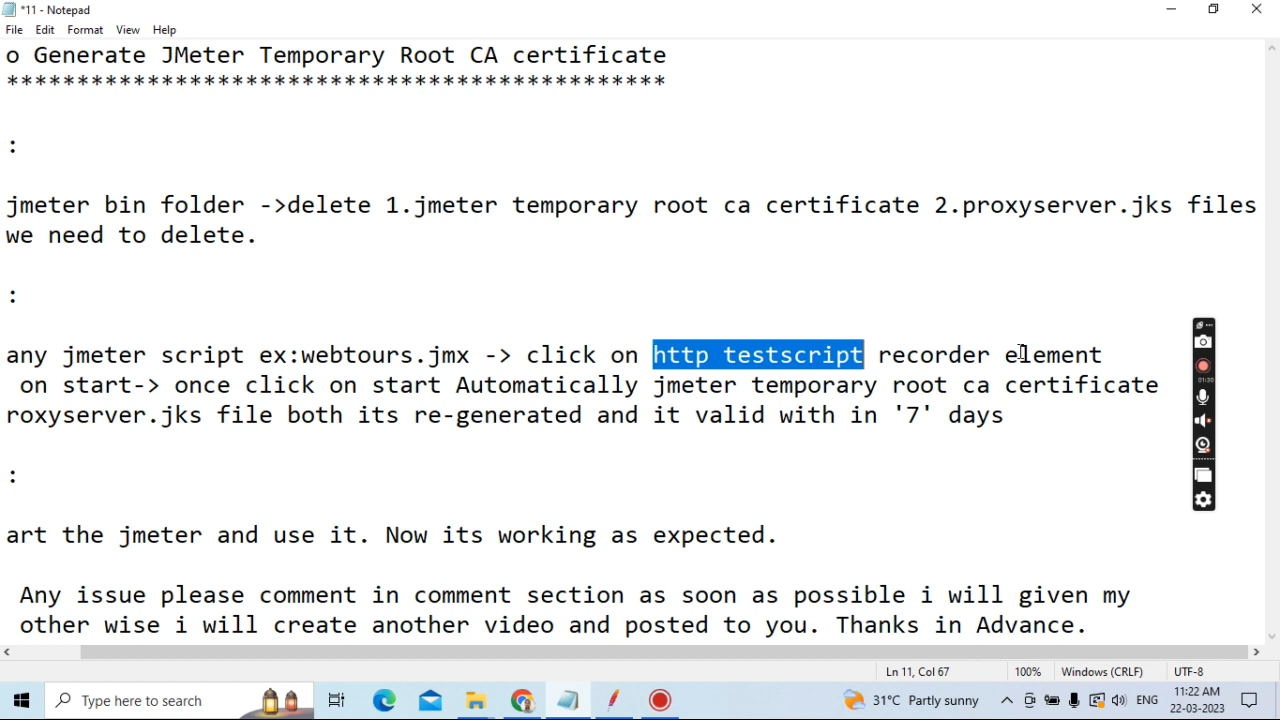 *11 - Notepad
File Edit Format View Help
o Generate JMeter Temporary Root CA certificate
***********************************************
:
jmeter bin folder ->delete 1.jmeter temporary root ca certificate 2.proxyserver.jks files
we need to delete.
:
any jmeter script ex:webtours.jmx -> click on http testscript recorder element
on start-> once click on start Automatically jmeter temporary root ca certificate
roxyserver.jks file both its re-generated and it valid with in '7' days
:
art the jmeter and use it. Now its working as expected.
Any issue please comment in comment section as soon as possible i will given my
other wise i will create another video and posted to you. Thanks in Advance.
01:30
Ln 11, Col 67 100% Windows (CRLF) UTF-8
Type here to search
31°C Partly sunny
ENG
11:22 AM
22-03-2023